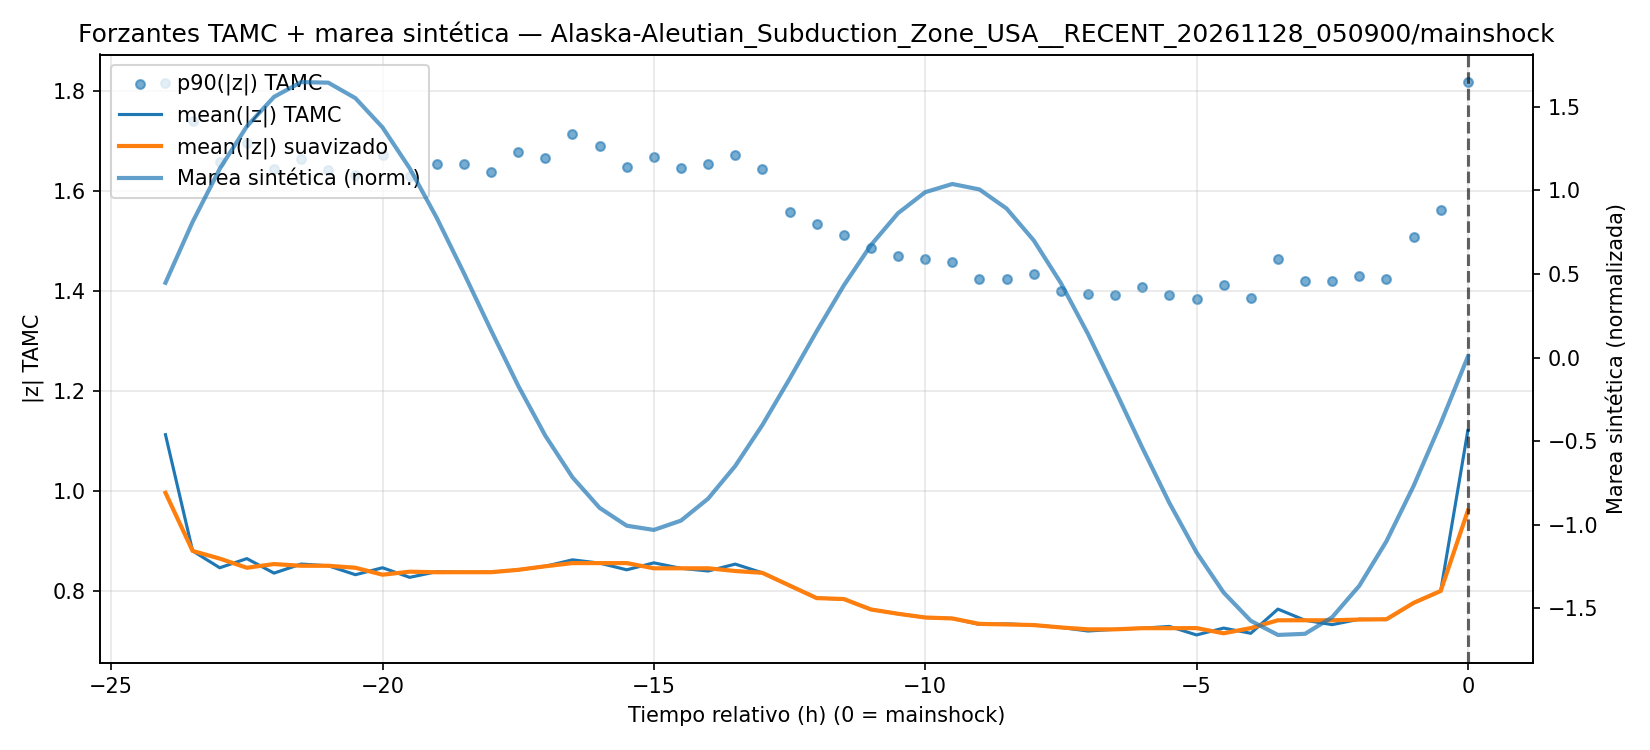 Forzantes TAMC + marea sintética — Alaska-Aleutian_Subduction_Zone_USA__RECENT_20261128_050900/mainshock
p90(|z|) TAMC
mean(|z|) TAMC
mean(|z|) suavizado
Marea sintética (norm.)
|z| TAMC
1.8
1.6
1.4
1.2
1.0
0.8
Marea sintética (normalizada)
1.5
1.0
0.5
0.0
−0.5
−1.0
−1.5
−25 −20 −15 −10 −5 0
Tiempo relativo (h) (0 = mainshock)